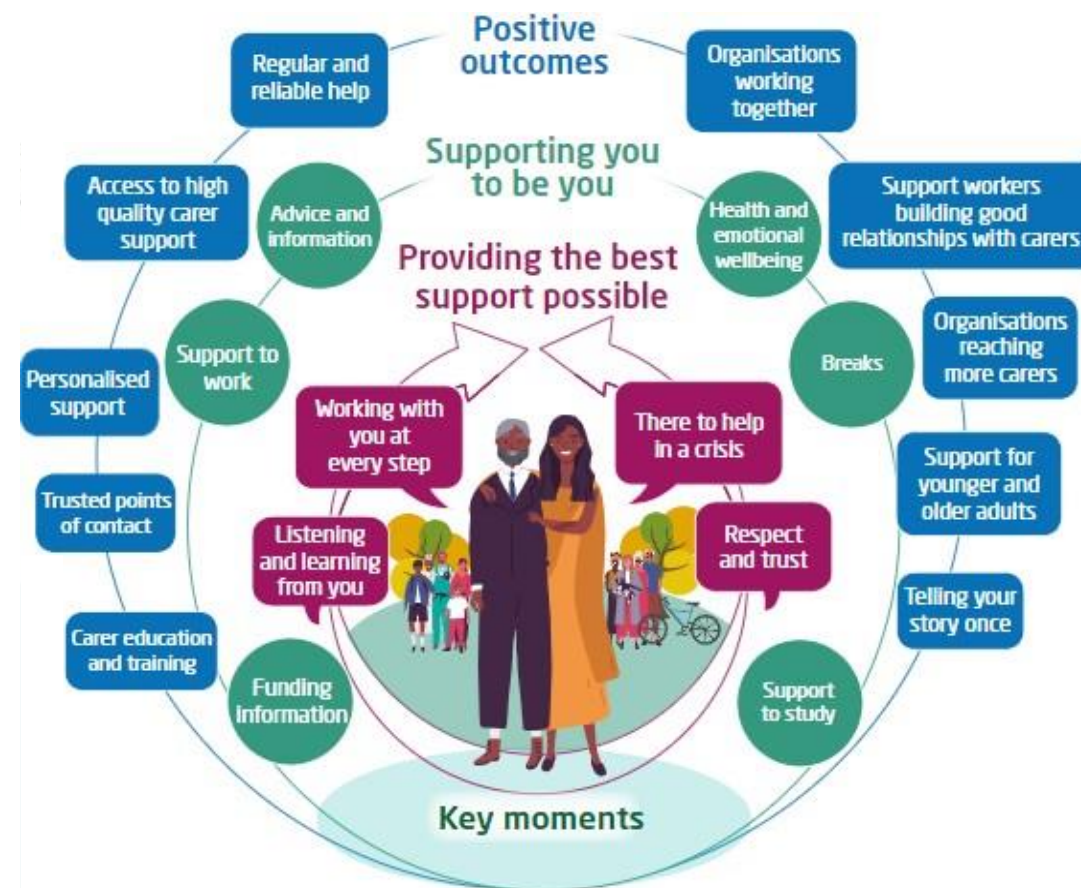 Positive
outcomes
Regular and
reliable help
Organisations
working
together
Supporting you
to be you
Access to high
quality carer
support
Advice and
information
Health and
emotional
wellbeing
Support workers
building good
relationships with carers
Providing the best
support possible
Personalised
support
Support to
work
Breaks
Organisations
reaching
more carers
Working with
you at
every step
There to help
in a crisis
Trusted points
of contact
Listening
and learning
from you
Respect
and trust
Support for
younger and
older adults
Carer education
and training
Telling your
story once
Funding
information
Support
to study
Key moments